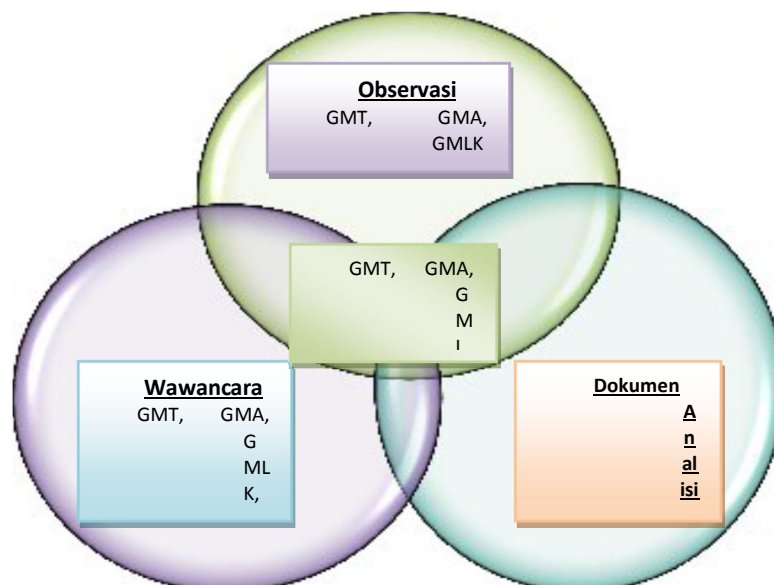 Observasi
GMT, GMA,
GMLK
GMT, GMA,
G
M
Wawancara
GMT, GMA,
G
ML
K,
Dokumen
A
n
al
isi